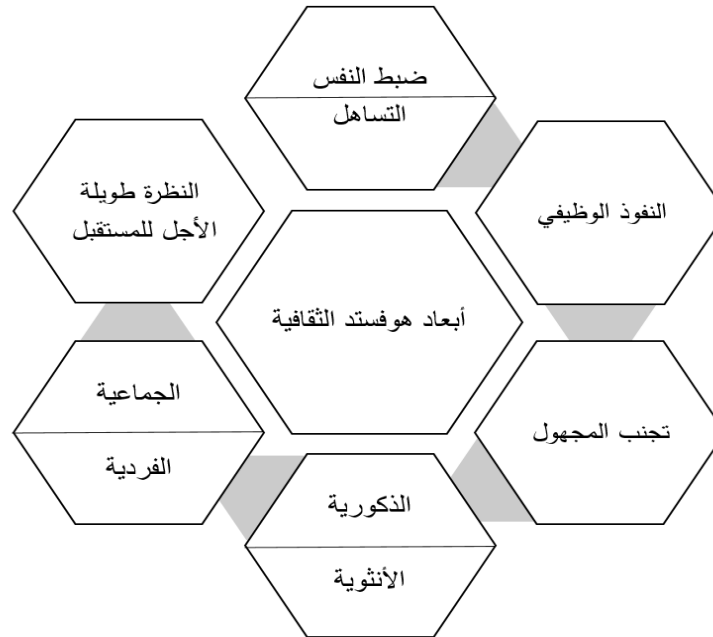 ضبط النفس
التساهل
النفوذ الوظيفي
النظرة طويلة
الأجل للمستقبل
أبعاد هوفستد الثقافية
تجنب المجهول
الجماعية
الفردية
الذكورية
الأنثوية